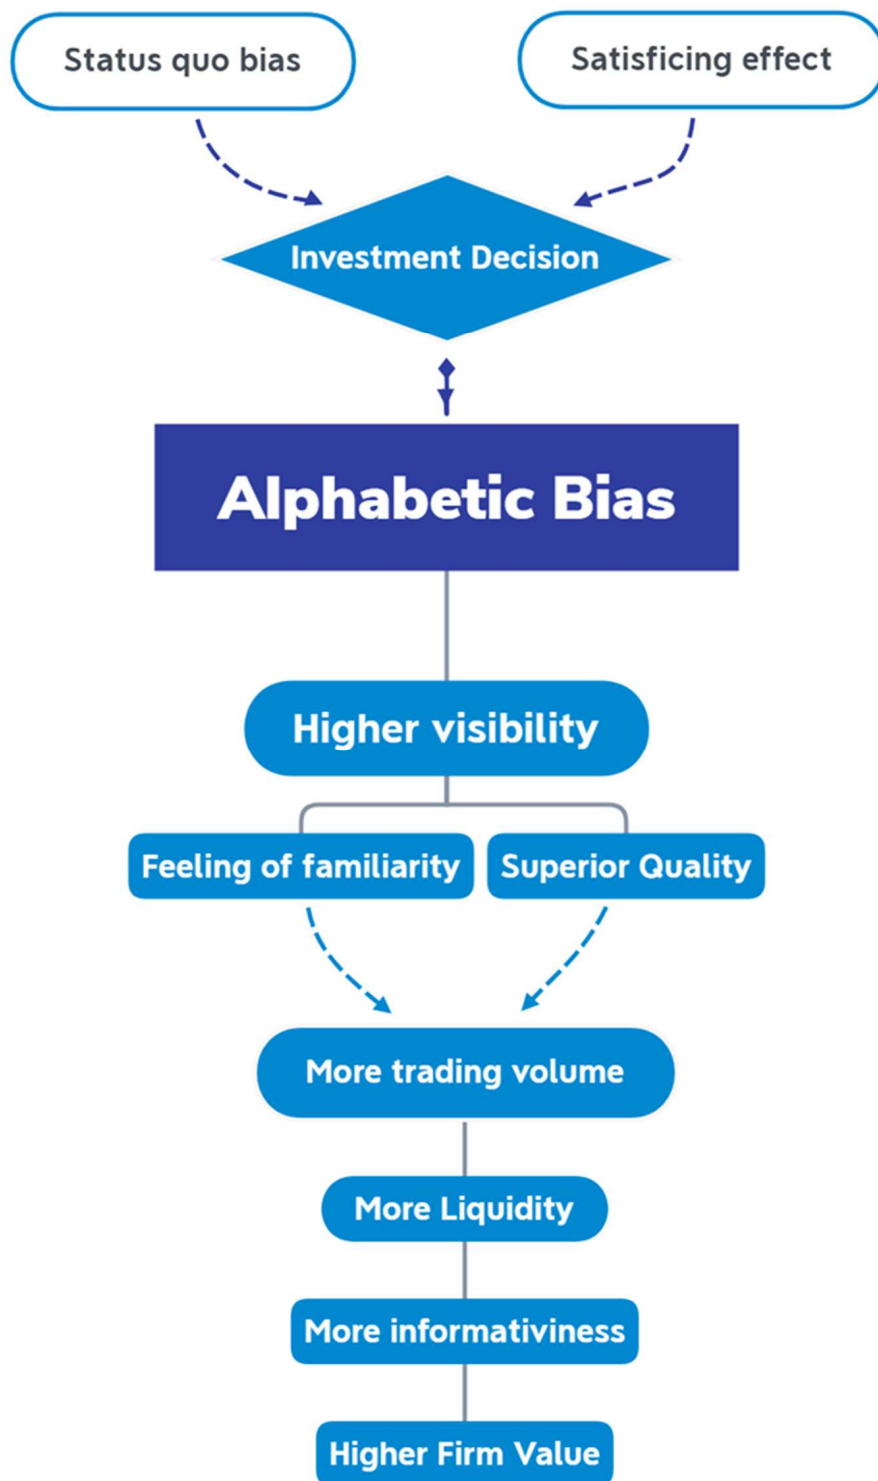 Status quo bias
Satisficing effect
Investment Decision
Alphabetic Bias
Higher visibility
Feeling of familiarity
Superior Quality
More trading volume
More Liquidity
More informativiness
Higher Firm Value